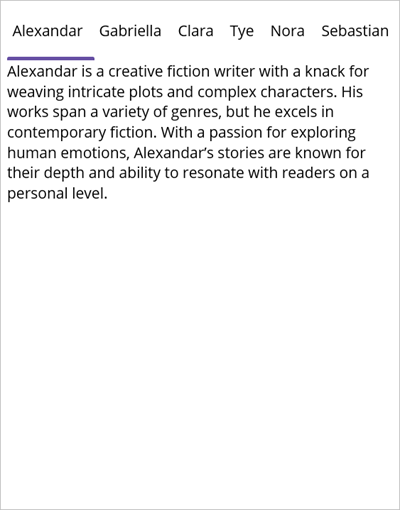 Alexandar Gabriella Clara Tye Nora Sebastian
Alexandar is a creative fiction writer with a knack for
weaving intricate plots and complex characters. His
works span a variety of genres, but he excels in
contemporary fiction. With a passion for exploring
human emotions, Alexandar’s stories are known for
their depth and ability to resonate with readers on a
personal level.